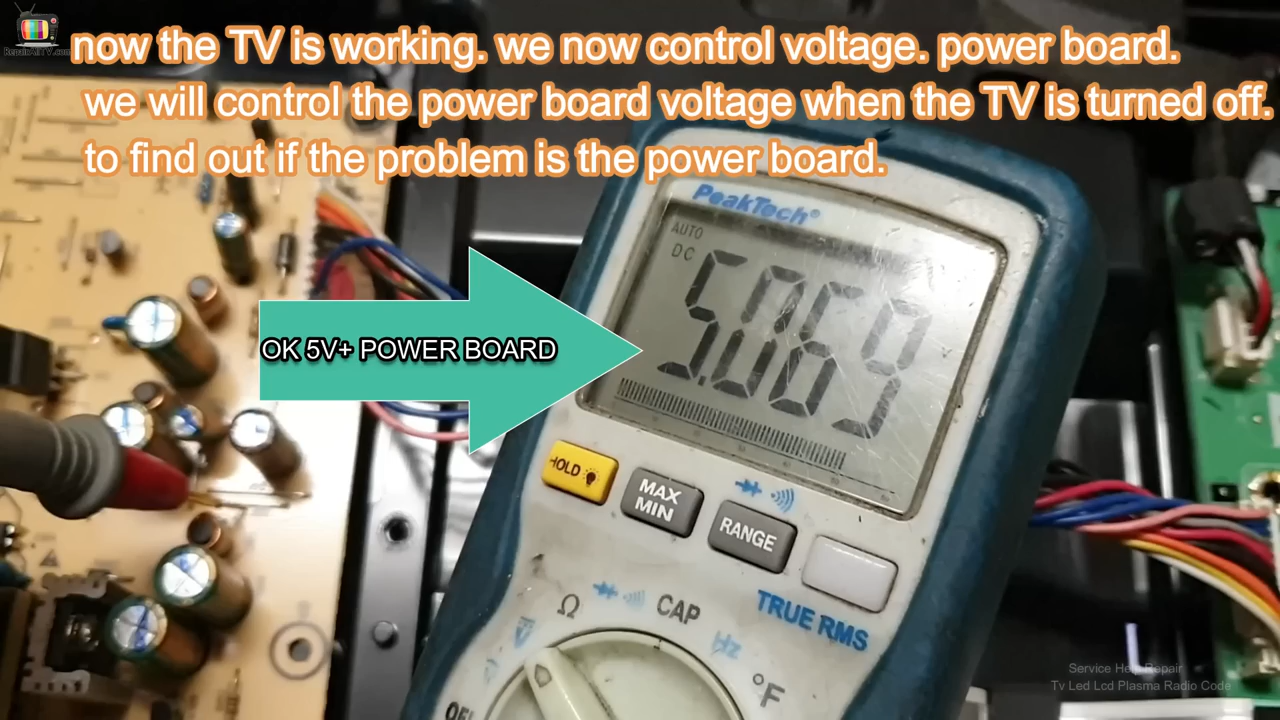 now the TV is working. we now control voltage. power board.
we will control the power board voltage when the TV is turned off.
to find out if the problem is the power board.
RepairAllTV.com
PeakTech®
AUTO
DC
5.069
OK 5V+ POWER BOARD
HOLD
MAX
MIN
RANGE
TRUE RMS
Ω
CAP
Hz
°F
OFF
Service Help Repair
Tv Led Lcd Plasma Radio Code